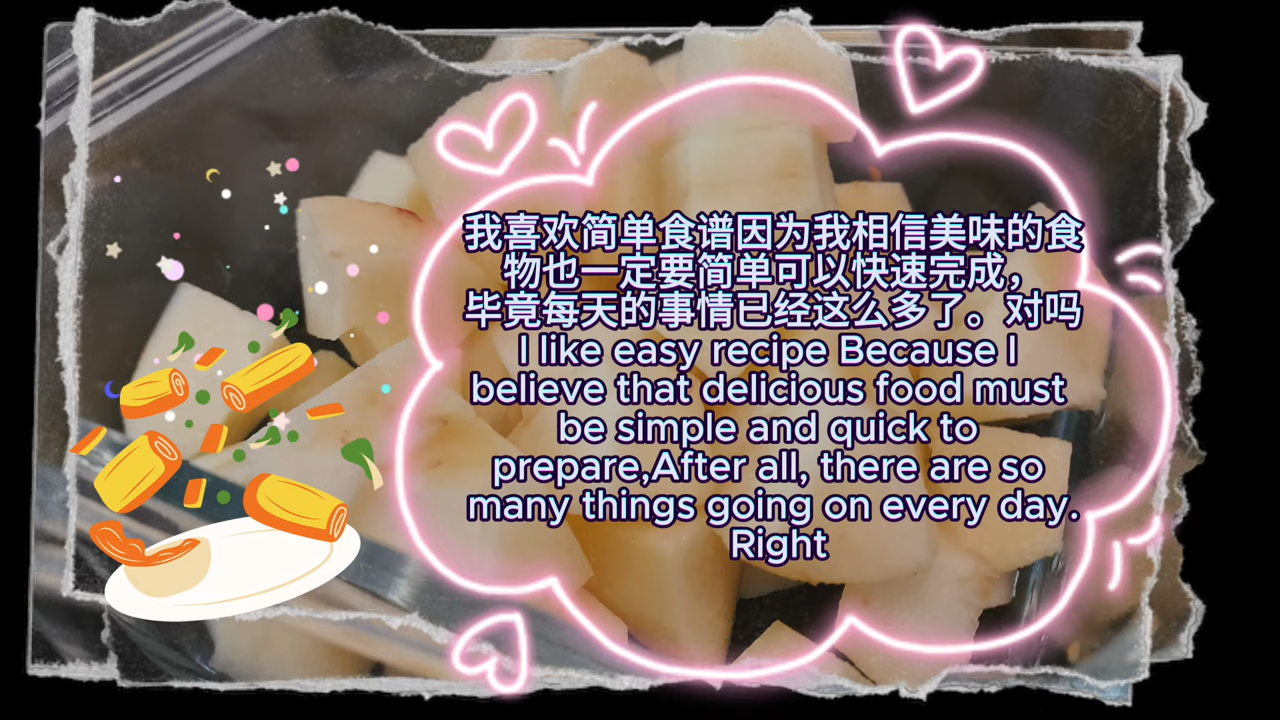 我喜欢简单食谱因为我相信美味的食
物也一定要简单可以快速完成，
毕竟每天的事情已经这么多了。对吗
I like easy recipe Because I
believe that delicious food must
be simple and quick to
prepare,After all, there are so
many things going on every day.
Right